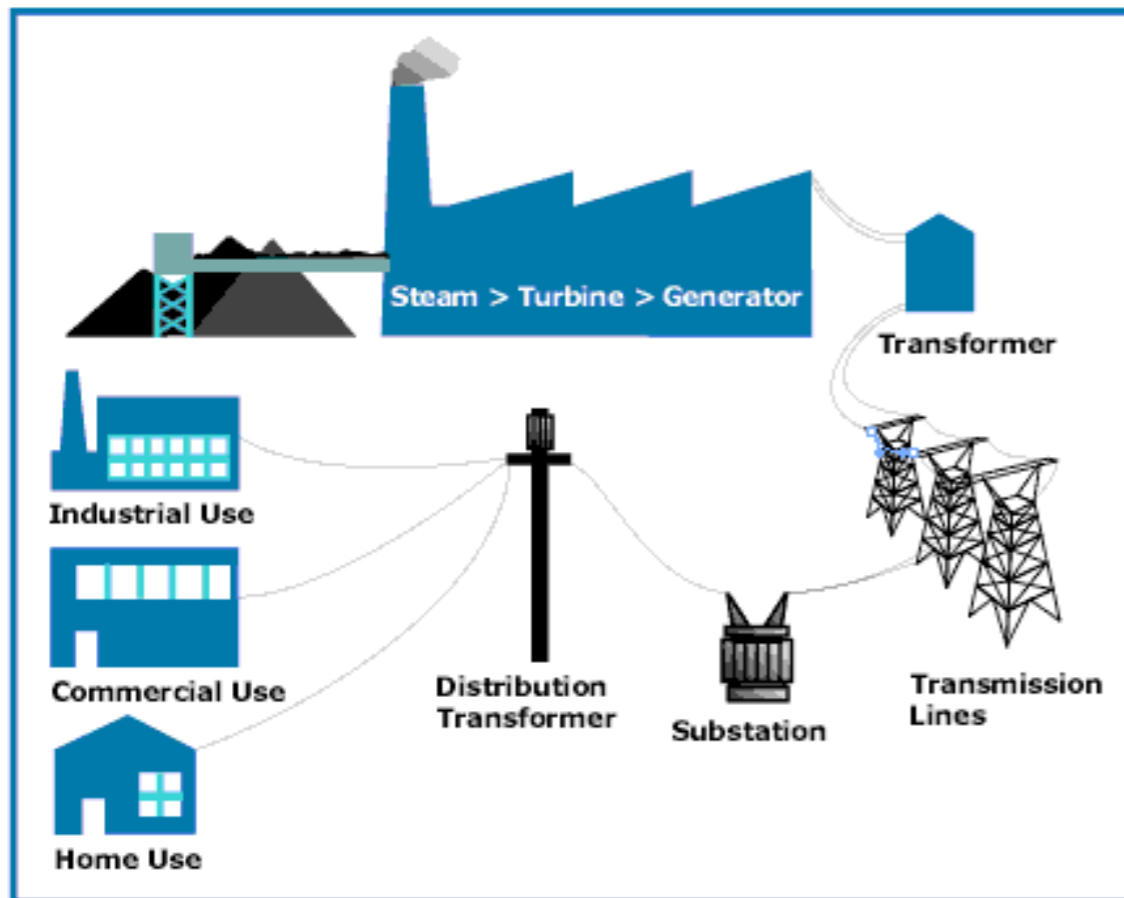 Steam > Turbine > Generator
Transformer
Industrial Use
Commercial Use
Distribution
Transformer
Substation
Transmission
Lines
Home Use